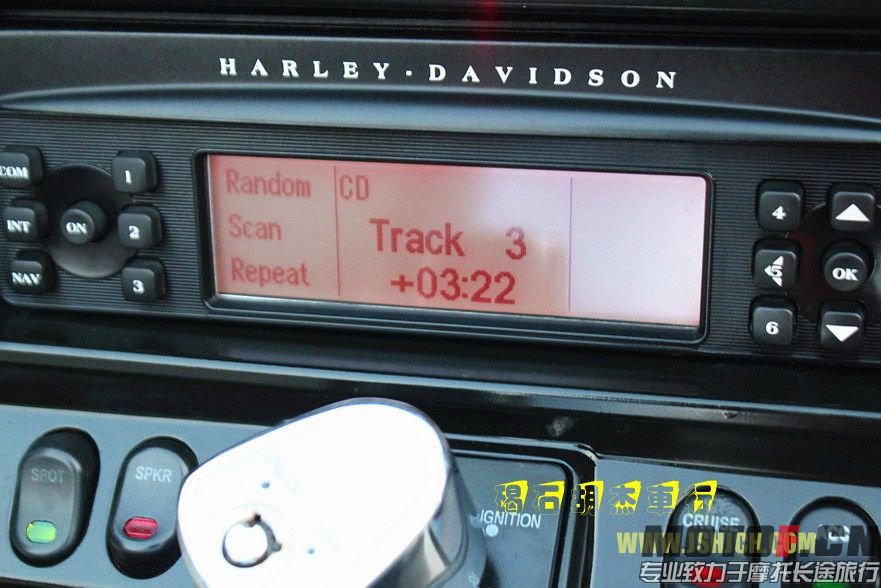 HARLEY-DAVIDSON
COM
1
INT
ON
2
NAV
3
Random
CD
Scan
Track 3
Repeat
+03:22
4
5
OK
6
SPOT
SPKR
IGNITION
CRUISE
WWW.JSHJCH.COM
专业致力于摩托长途旅行